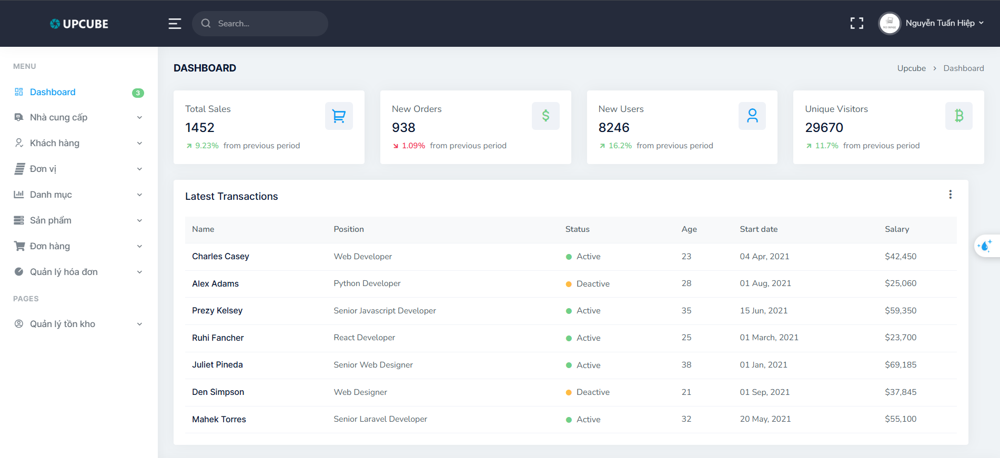 UPCUBE
Search...
NO IMAGE
Nguyễn Tuấn Hiệp
MENU
Dashboard 3
Nhà cung cấp
Khách hàng
Đơn vị
Danh mục
Sản phẩm
Đơn hàng
Quản lý hóa đơn
PAGES
Quản lý tồn kho
DASHBOARD
Upcube > Dashboard
Total Sales
1452
9.23% from previous period
New Orders
938
$
1.09% from previous period
New Users
8246
16.2% from previous period
Unique Visitors
29670
11.7% from previous period
Latest Transactions
Name Position Status Age Start date Salary
Charles Casey Web Developer Active 23 04 Apr, 2021 $42,450
Alex Adams Python Developer Deactive 28 01 Aug, 2021 $25,060
Prezy Kelsey Senior Javascript Developer Active 35 15 Jun, 2021 $59,350
Ruhi Fancher React Developer Active 25 01 March, 2021 $23,700
Juliet Pineda Senior Web Designer Active 38 01 Jan, 2021 $69,185
Den Simpson Web Designer Deactive 21 01 Sep, 2021 $37,845
Mahek Torres Senior Laravel Developer Active 32 20 May, 2021 $55,100